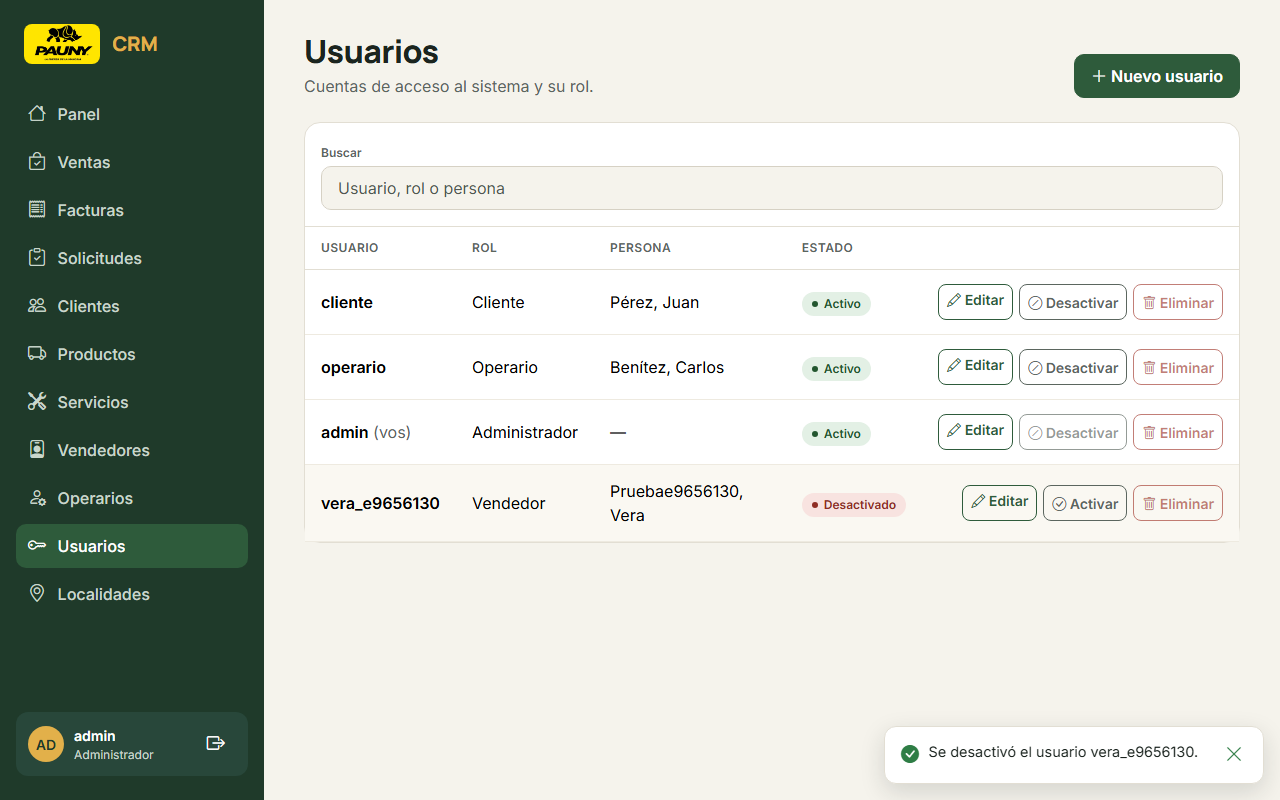 PAUNY CRM
Panel
Ventas
Facturas
Solicitudes
Clientes
Productos
Servicios
Vendedores
Operarios
Usuarios
Localidades
AD admin
Administrador
Usuarios
Cuentas de acceso al sistema y su rol.
+ Nuevo usuario
Buscar
Usuario, rol o persona
USUARIO ROL PERSONA ESTADO
cliente Cliente Pérez, Juan Activo Editar Desactivar Eliminar
operario Operario Benítez, Carlos Activo Editar Desactivar Eliminar
admin (vos) Administrador — Activo Editar Desactivar Eliminar
vera_e9656130 Vendedor Pruebae9656130, Vera Desactivado Editar Activar Eliminar
Se desactivó el usuario vera_e9656130.